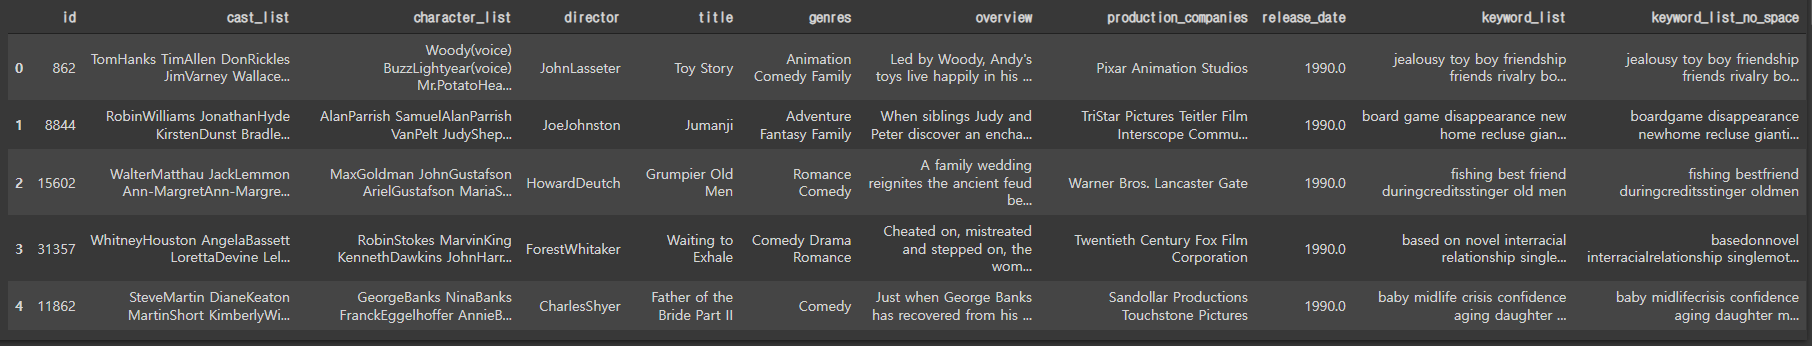 id cast_list character_list director title genres overview production_companies release_date keyword_list keyword_list_no_space
0 862 TomHanks TimAllen DonRickles JimVarney Wallace... Woody(voice) BuzzLightyear(voice) Mr.PotatoHea... JohnLasseter Toy Story Animation Comedy Family Led by Woody, Andy's toys live happily in his ... Pixar Animation Studios 1990.0 jealousy toy boy friendship friends rivalry bo... jealousy toy boy friendship friends rivalry bo...
1 8844 RobinWilliams JonathanHyde KirstenDunst Bradle... AlanParrish SamuelAlanParrish VanPelt JudyShep... JoeJohnston Jumanji Adventure Fantasy Family When siblings Judy and Peter discover an encha... TriStar Pictures Teitler Film Interscope Commu... 1990.0 board game disappearance new home recluse gian... boardgame disappearance newhome recluse gianti...
2 15602 WalterMatthau JackLemmon Ann-MargretAnn-Margre... MaxGoldman JohnGustafson ArielGustafson MariaS... HowardDeutch Grumpier Old Men Romance Comedy A family wedding reignites the ancient feud be... Warner Bros. Lancaster Gate 1990.0 fishing best friend duringcreditsstinger old men fishing bestfriend duringcreditsstinger oldmen
3 31357 WhitneyHouston AngelaBassett LorettaDevine Lel... RobinStokes MarvinKing KennethDawkins JohnHarr... ForestWhitaker Waiting to Exhale Comedy Drama Romance Cheated on, mistreated and stepped on, the wom... Twentieth Century Fox Film Corporation 1990.0 based on novel interracial relationship single... basedonnovel interracialrelationship singlemot...
4 11862 SteveMartin DianeKeaton MartinShort KimberlyWi... GeorgeBanks NinaBanks FranckEggelhoffer AnnieB... CharlesShyer Father of the Bride Part II Comedy Just when George Banks has recovered from his ... Sandollar Productions Touchstone Pictures 1990.0 baby midlife crisis confidence aging daughter ... baby midlifecrisis confidence aging daughter m...